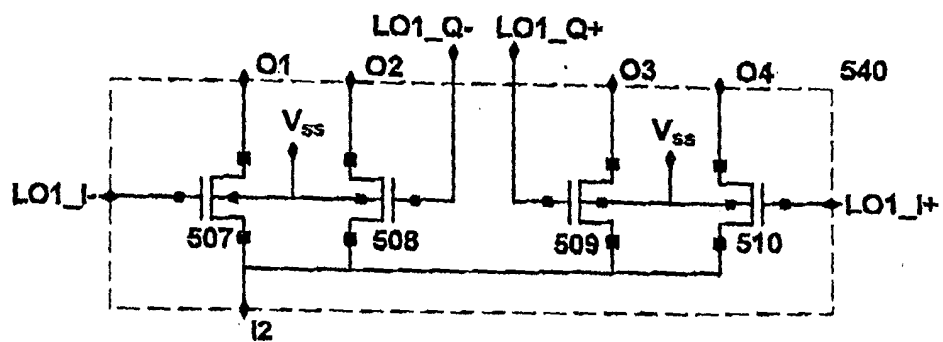 LO1_Q- LO1_Q+
O1 O2 O3 O4 540
Vss Vss
LO1_I- LO1_I+
507 508 509 510
I2